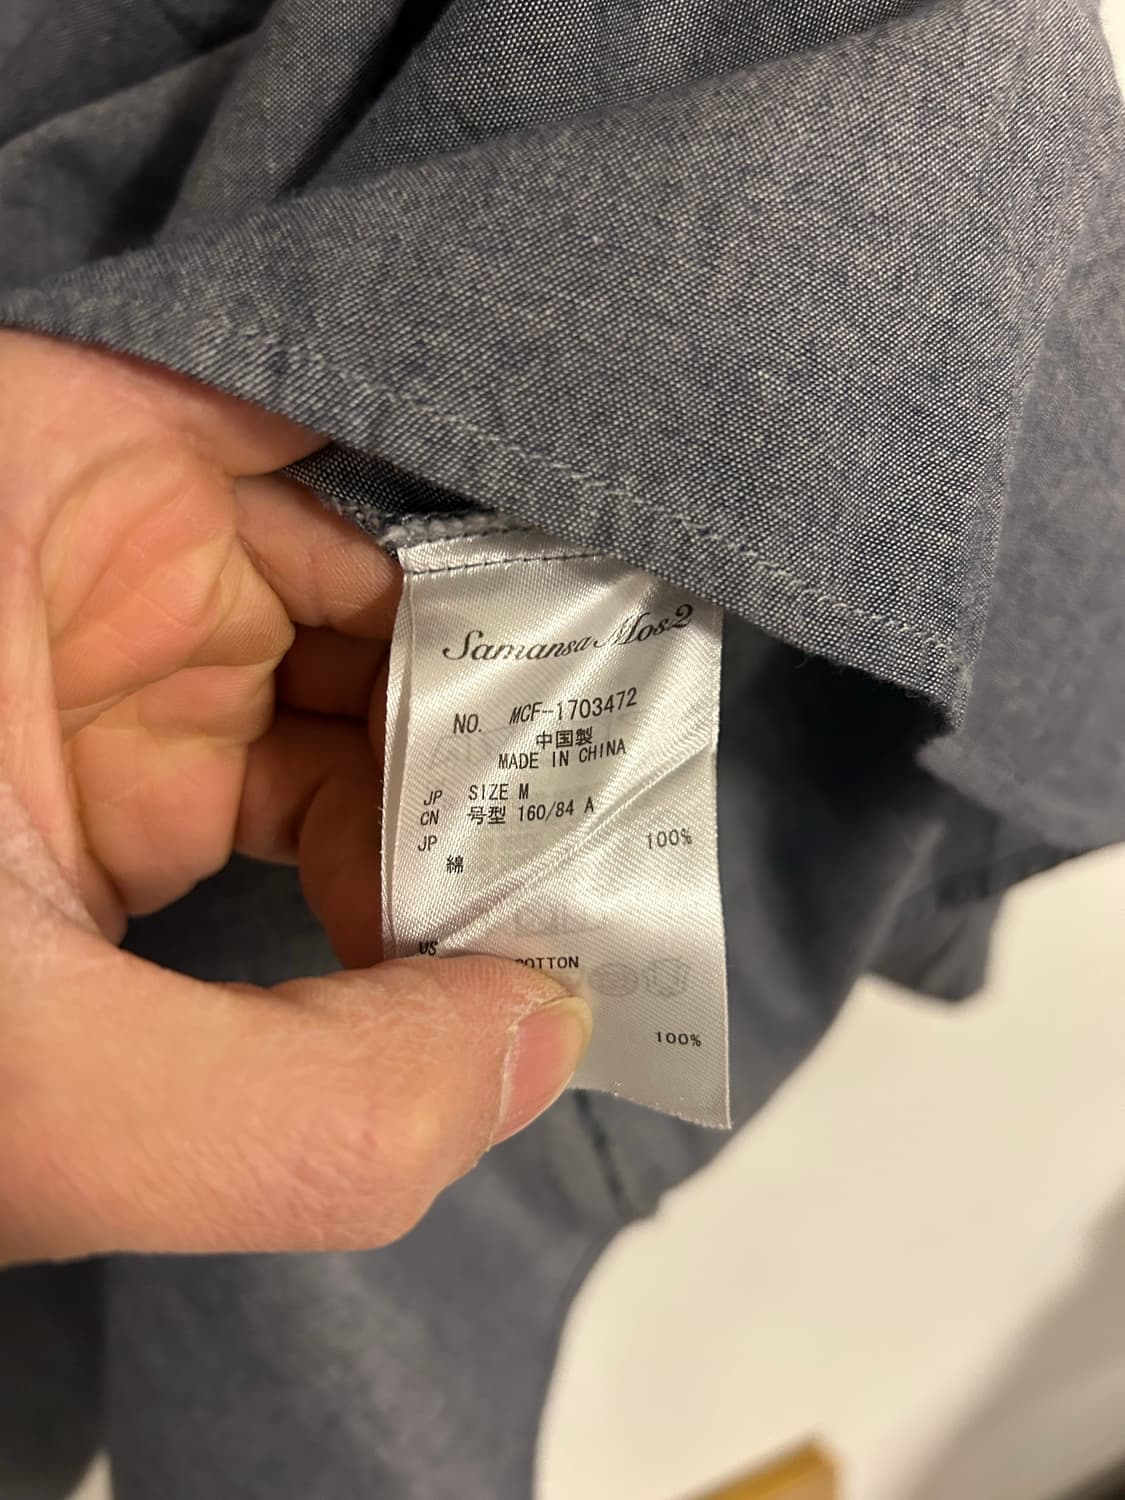 Samansa Mos2
NO. MCF-1703472
中国製
MADE IN CHINA
JP SIZE M
CN 号型 160/84 A
JP
綿 100%
US
COTTON
100%